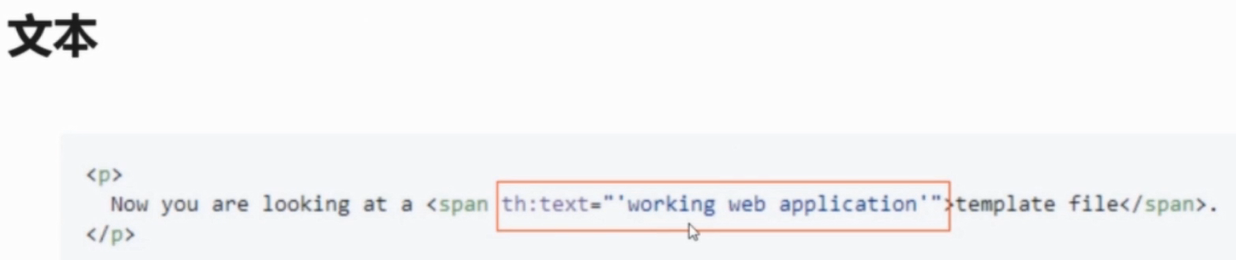 文本
<p>
Now you are looking at a <span th:text="'working web application'">template file</span>.
</p>